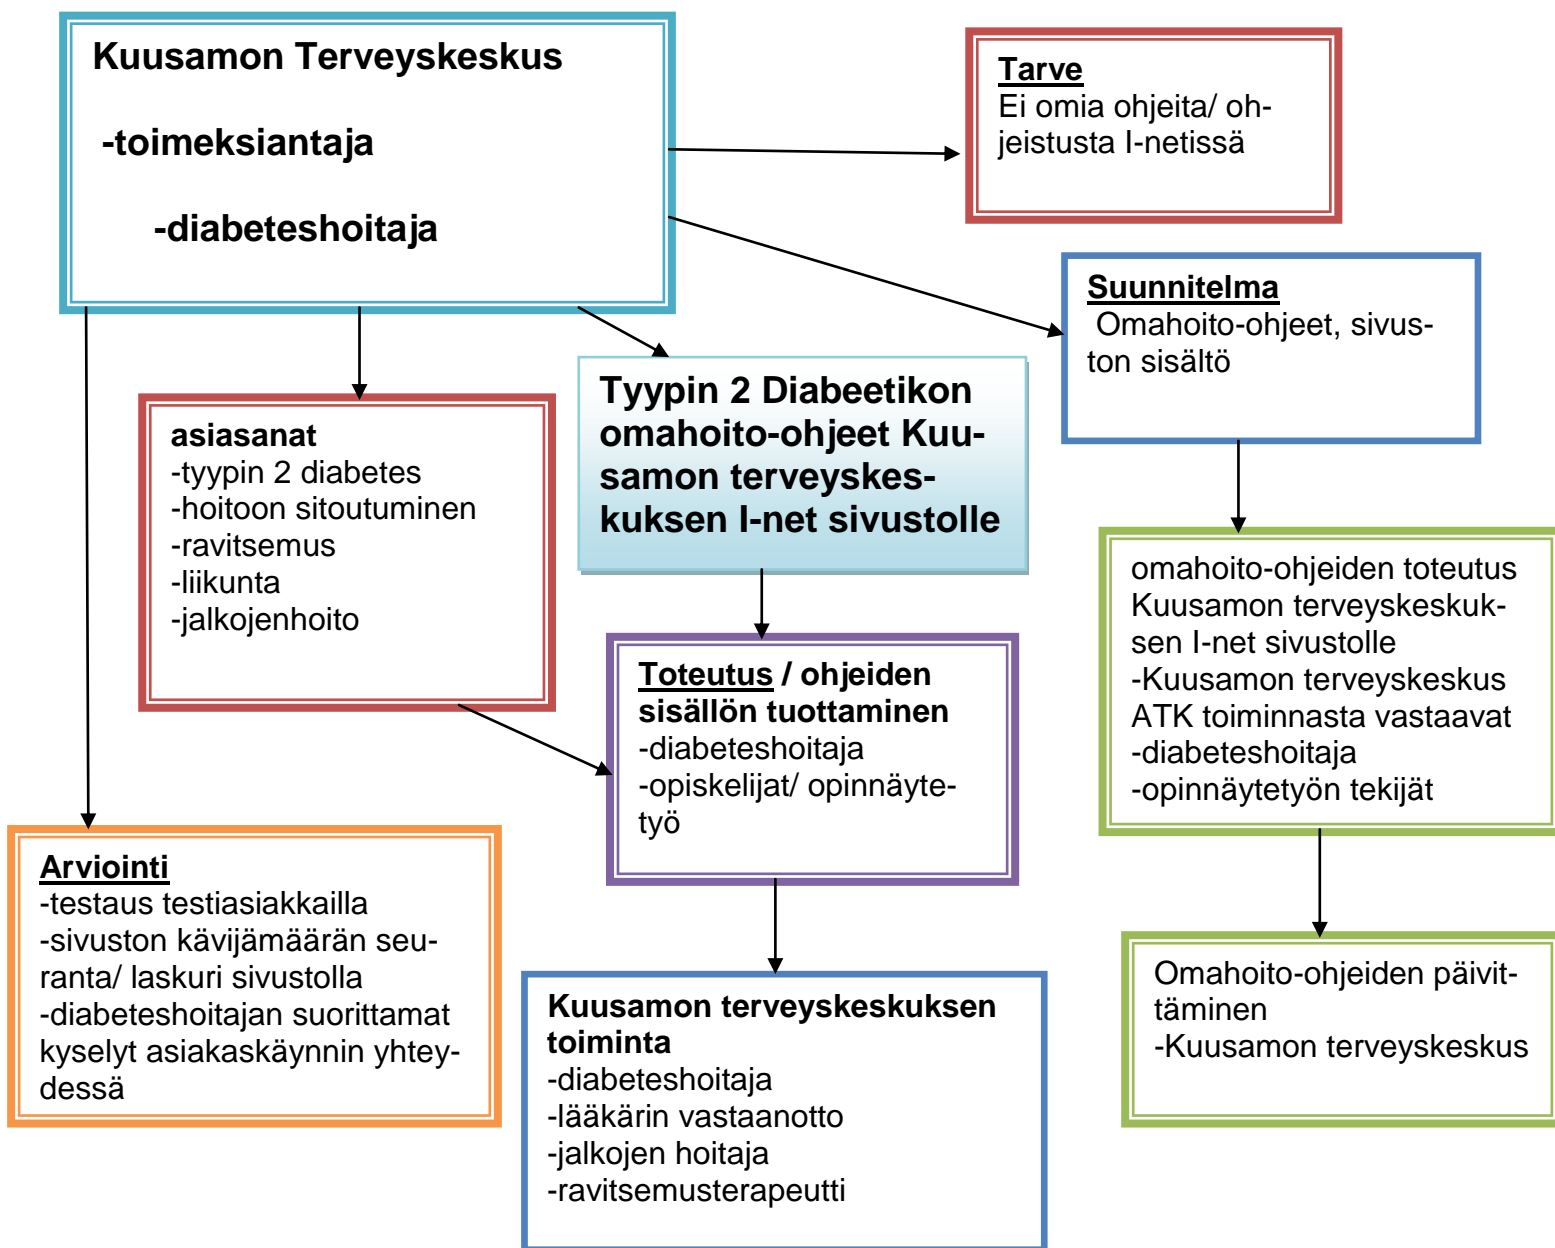 Kuusamon Terveyskeskus
-toimeksiantaja
-diabeteshoitaja
Tarve
Ei omia ohjeita/ oh-
jeistusta I-netissä
Suunnitelma
Omahoito-ohjeet, sivus-
ton sisältö
asiasanat
-tyypin 2 diabetes
-hoitoon sitoutuminen
-ravitsemus
-liikunta
-jalkojenhoito
Tyypin 2 Diabeetikon
omahoito-ohjeet Kuu-
samon terveyskes-
kuksen I-net sivustolle
omahoito-ohjeiden toteutus
Kuusamon terveyskeskuk-
sen I-net sivustolle
-Kuusamon terveyskeskus
ATK toiminnasta vastaavat
-diabeteshoitaja
-opinnäytetyön tekijät
Toteutus / ohjeiden
sisällön tuottaminen
-diabeteshoitaja
-opiskelijat/ opinnäyte-
työ
Arviointi
-testaus testiasiakkailla
-sivuston kävijämäärän seu-
ranta/ laskuri sivustolla
-diabeteshoitajan suorittamat
kyselyt asiakaskäynnin yhtey-
dessä
Omahoito-ohjeiden päivit-
täminen
-Kuusamon terveyskeskus
Kuusamon terveyskeskuksen
toiminta
-diabeteshoitaja
-lääkärin vastaanotto
-jalkojen hoitaja
-ravitsemusterapeutti